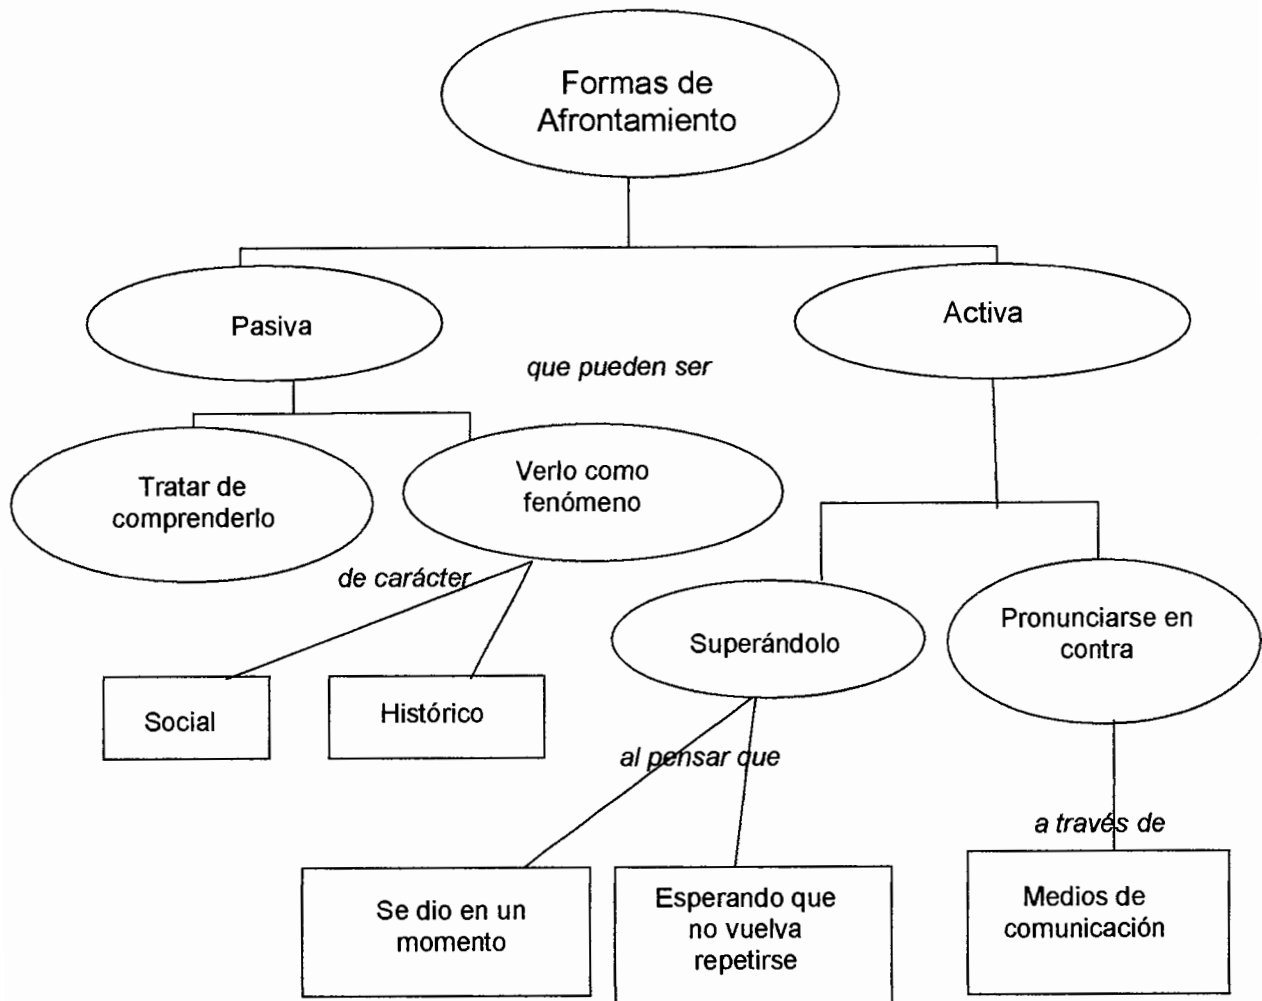 Formas de
Afrontamiento
Pasiva
Activa
que pueden ser
Tratar de
comprenderlo
Verlo como
fenómeno
de carácter
Social
Histórico
Superándolo
Pronunciarse en
contra
al pensar que
a través de
Se dio en un
momento
Esperando que
no vuelva
repetirse
Medios de
comunicación